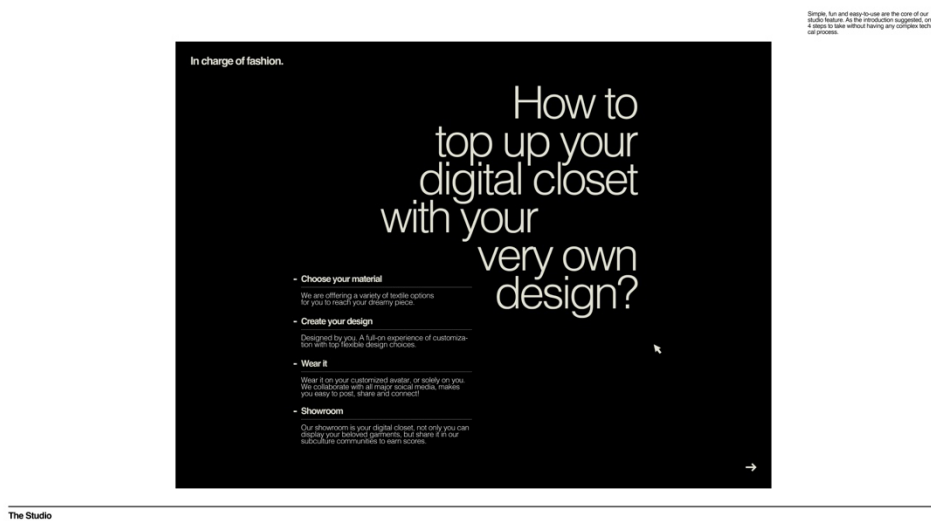 Simple, fun and easy-to-use are the core of our
studio feature. As the introduction suggested, on
4 steps to take without having any complex tech
cal process.
In charge of fashion.
How to
top up your
digital closet
with your
very own
design?
- Choose your material
We are offfering a variety of textile options
for you to reach your dreamy piece.
- Create your design
Designed by you. A full-on experience of customiza-
tion with top flexible design choices.
- Wear it
Wear it on your customized avatar, or solely on you.
We collaborate with all major soical media, makes
you easy to post, share and connect!
- Showroom
Our showroom is your digital closet, not only you can
display your beloved garments, but share it in our
subculture communities to earn scores.
The Studio